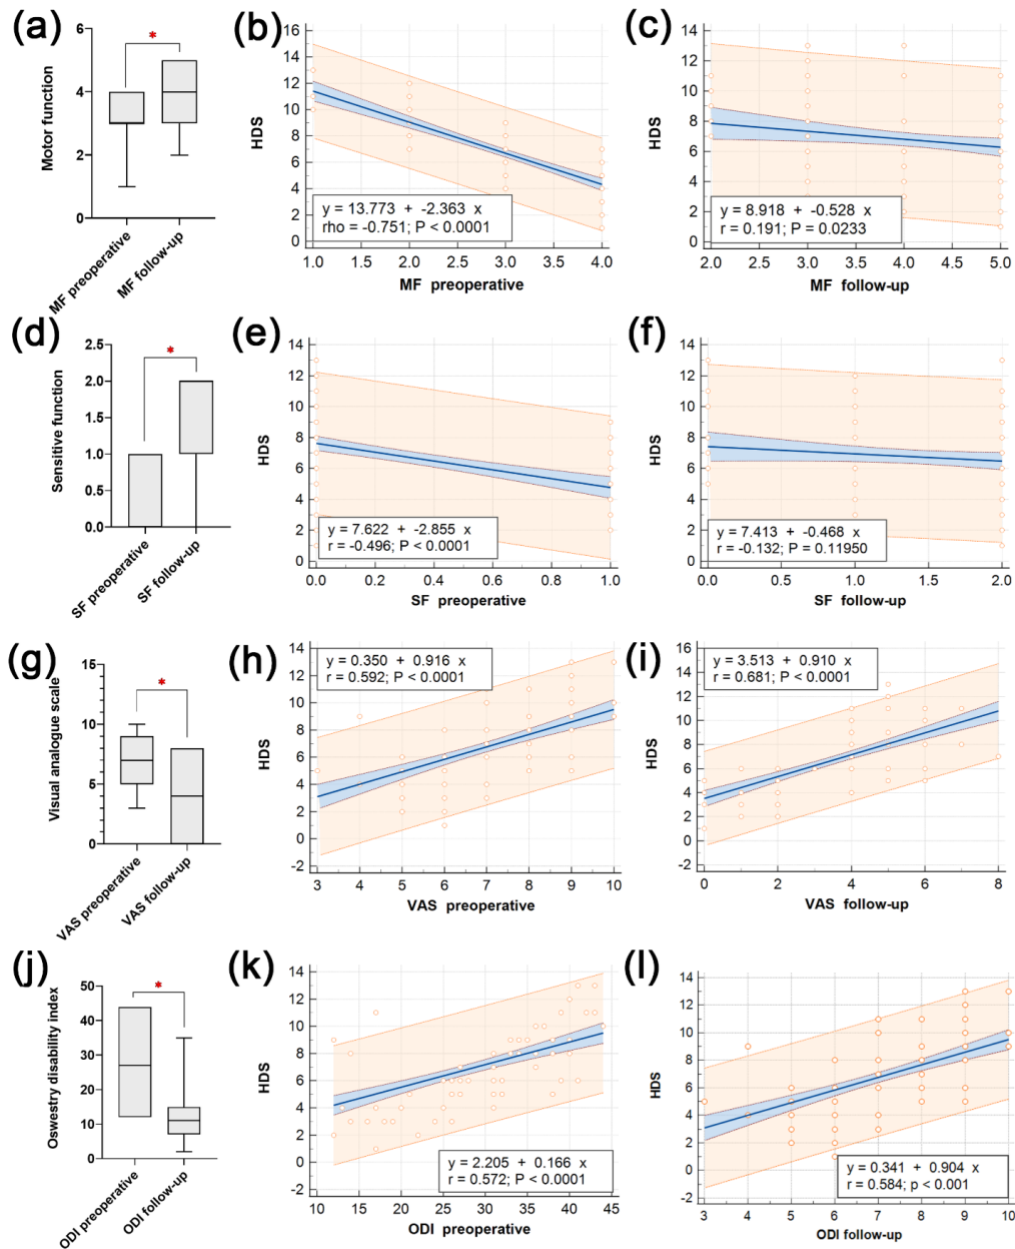 (a)
6
4
2
0
Motor function
*
MF preoperative
MF follow-up
(b)
16
14
12
10
8
6
4
2
0
HDS
y = 13.773 + -2.363 x
rho = -0.751; P < 0.0001
1.0 1.5 2.0 2.5 3.0 3.5 4.0
MF preoperative
(c)
14
12
10
8
6
4
2
0
HDS
y = 8.918 + -0.528 x
r = 0.191; P = 0.0233
2.0 2.5 3.0 3.5 4.0 4.5 5.0
MF follow-up
(d)
2.5
2.0
1.5
1.0
0.5
0.0
Sensitive function
*
SF preoperative
SF follow-up
(e)
14
12
10
8
6
4
2
0
HDS
y = 7.622 + -2.855 x
r = -0.496; P < 0.0001
0.0 0.2 0.4 0.6 0.8 1.0
SF preoperative
(f)
14
12
10
8
6
4
2
0
HDS
y = 7.413 + -0.468 x
r = -0.132; P = 0.11950
0.0 0.5 1.0 1.5 2.0
SF follow-up
(g)
15
10
5
0
Visual analogue scale
*
VAS preoperative
VAS follow-up
(h)
14
12
10
8
6
4
2
0
-2
HDS
y = 0.350 + 0.916 x
r = 0.592; P < 0.0001
3 4 5 6 7 8 9 10
VAS preoperative
(i)
16
14
12
10
8
6
4
2
0
-2
HDS
y = 3.513 + 0.910 x
r = 0.681; P < 0.0001
0 2 4 6 8
VAS follow-up
(j)
50
40
30
20
10
0
Oswestry disability index
*
ODI preoperative
ODI follow-up
(k)
14
12
10
8
6
4
2
0
-2
HDS
y = 2.205 + 0.166 x
r = 0.572; P < 0.0001
10 15 20 25 30 35 40 45
ODI preoperative
(l)
14
12
10
8
6
4
2
0
-2
HDS
y = 0.341 + 0.904 x
r = 0.584; p < 0.001
3 4 5 6 7 8 9 10
ODI follow-up